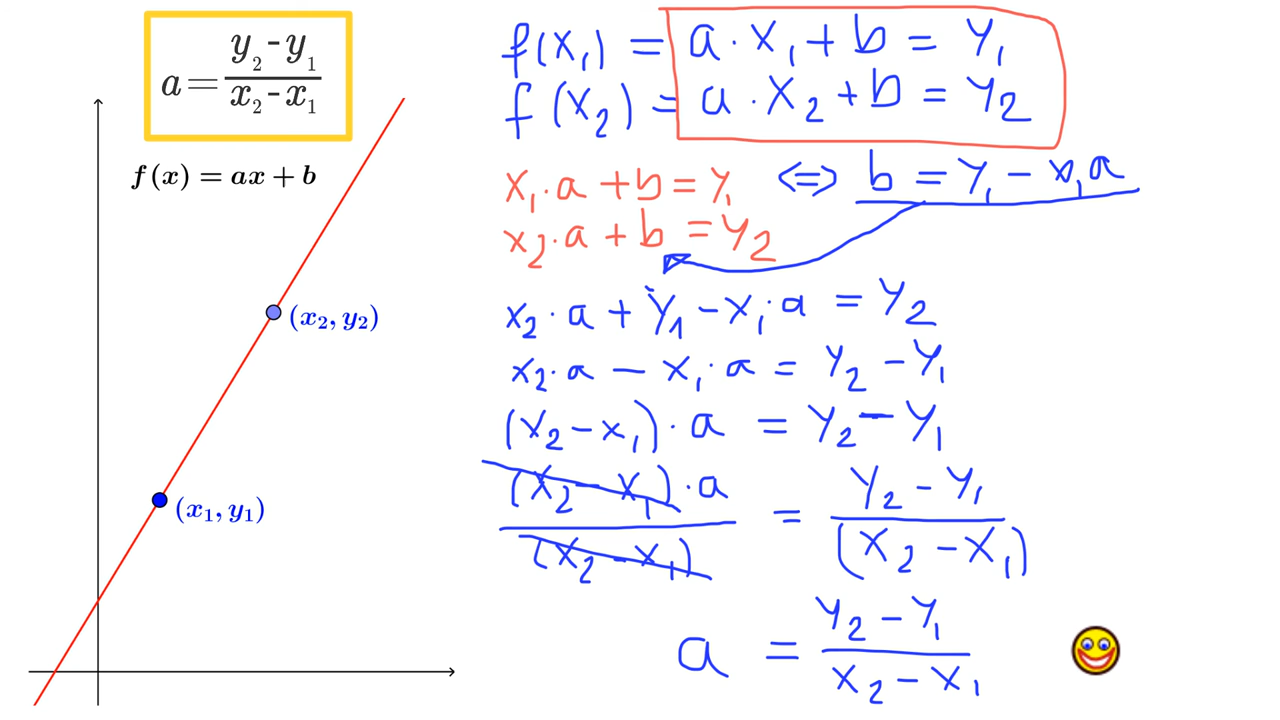 a = (y₂ - y₁) / (x₂ - x₁)
f(x) = ax + b
(x₂, y₂)
(x₁, y₁)
f(x₁) = a · x₁ + b = y₁
f(x₂) = a · x₂ + b = y₂
x₁ · a + b = y₁ ⇔ b = y₁ - x₁a
x₂ · a + b = y₂
x₂ · a + y₁ - x₁ · a = y₂
x₂ · a - x₁ · a = y₂ - y₁
(x₂ - x₁) · a = y₂ - y₁
(x₂ - x₁) · a / (x₂ - x₁) = y₂ - y₁ / (x₂ - x₁)
a = y₂ - y₁ / x₂ - x₁